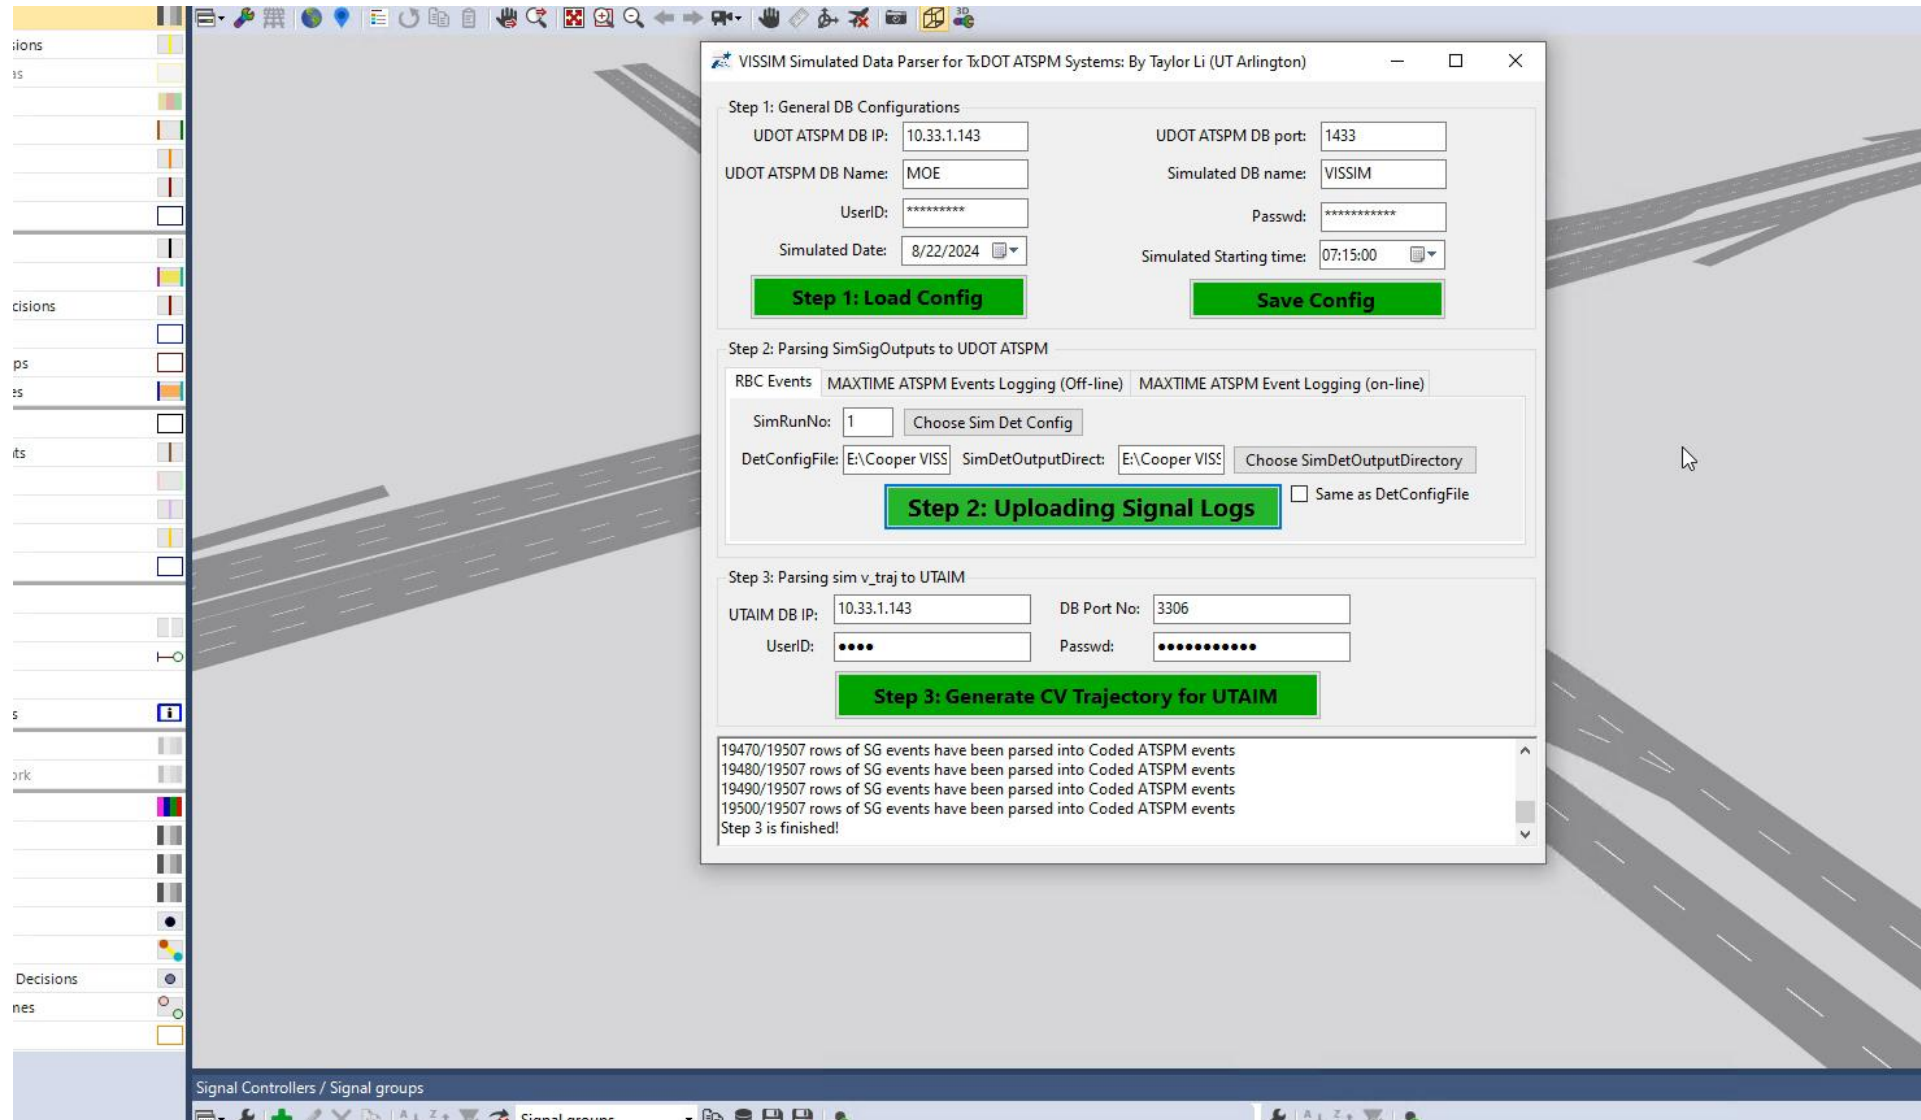 3D
sions
as
cisions
ps
es
ts
s
ork
Decisions
mes
VISSIM Simulated Data Parser for TxDOT ATSPM Systems: By Taylor Li (UT Arlington)
Step 1: General DB Configurations
UDOT ATSPM DB IP: 10.33.1.143 UDOT ATSPM DB port: 1433
UDOT ATSPM DB Name: MOE Simulated DB name: VISSIM
UserID: ********* Passwd: ***********
Simulated Date: 8/22/2024 Simulated Starting time: 07:15:00
Step 1: Load Config Save Config
Step 2: Parsing SimSigOutputs to UDOT ATSPM
RBC Events MAXTIME ATSPM Events Logging (Off-line) MAXTIME ATSPM Event Logging (on-line)
SimRunNo: 1 Choose Sim Det Config
DetConfigFile: E:\Cooper VISS SimDetOutputDirect: E:\Cooper VISS Choose SimDetOutputDirectory
Step 2: Uploading Signal Logs Same as DetConfigFile
Step 3: Parsing sim v_traj to UTAIM
UTAIM DB IP: 10.33.1.143 DB Port No: 3306
UserID: ●●●● Passwd: ●●●●●●●●●●●
Step 3: Generate CV Trajectory for UTAIM
19470/19507 rows of SG events have been parsed into Coded ATSPM events
19480/19507 rows of SG events have been parsed into Coded ATSPM events
19490/19507 rows of SG events have been parsed into Coded ATSPM events
19500/19507 rows of SG events have been parsed into Coded ATSPM events
Step 3 is finished!
Signal Controllers / Signal groups
Signal groups